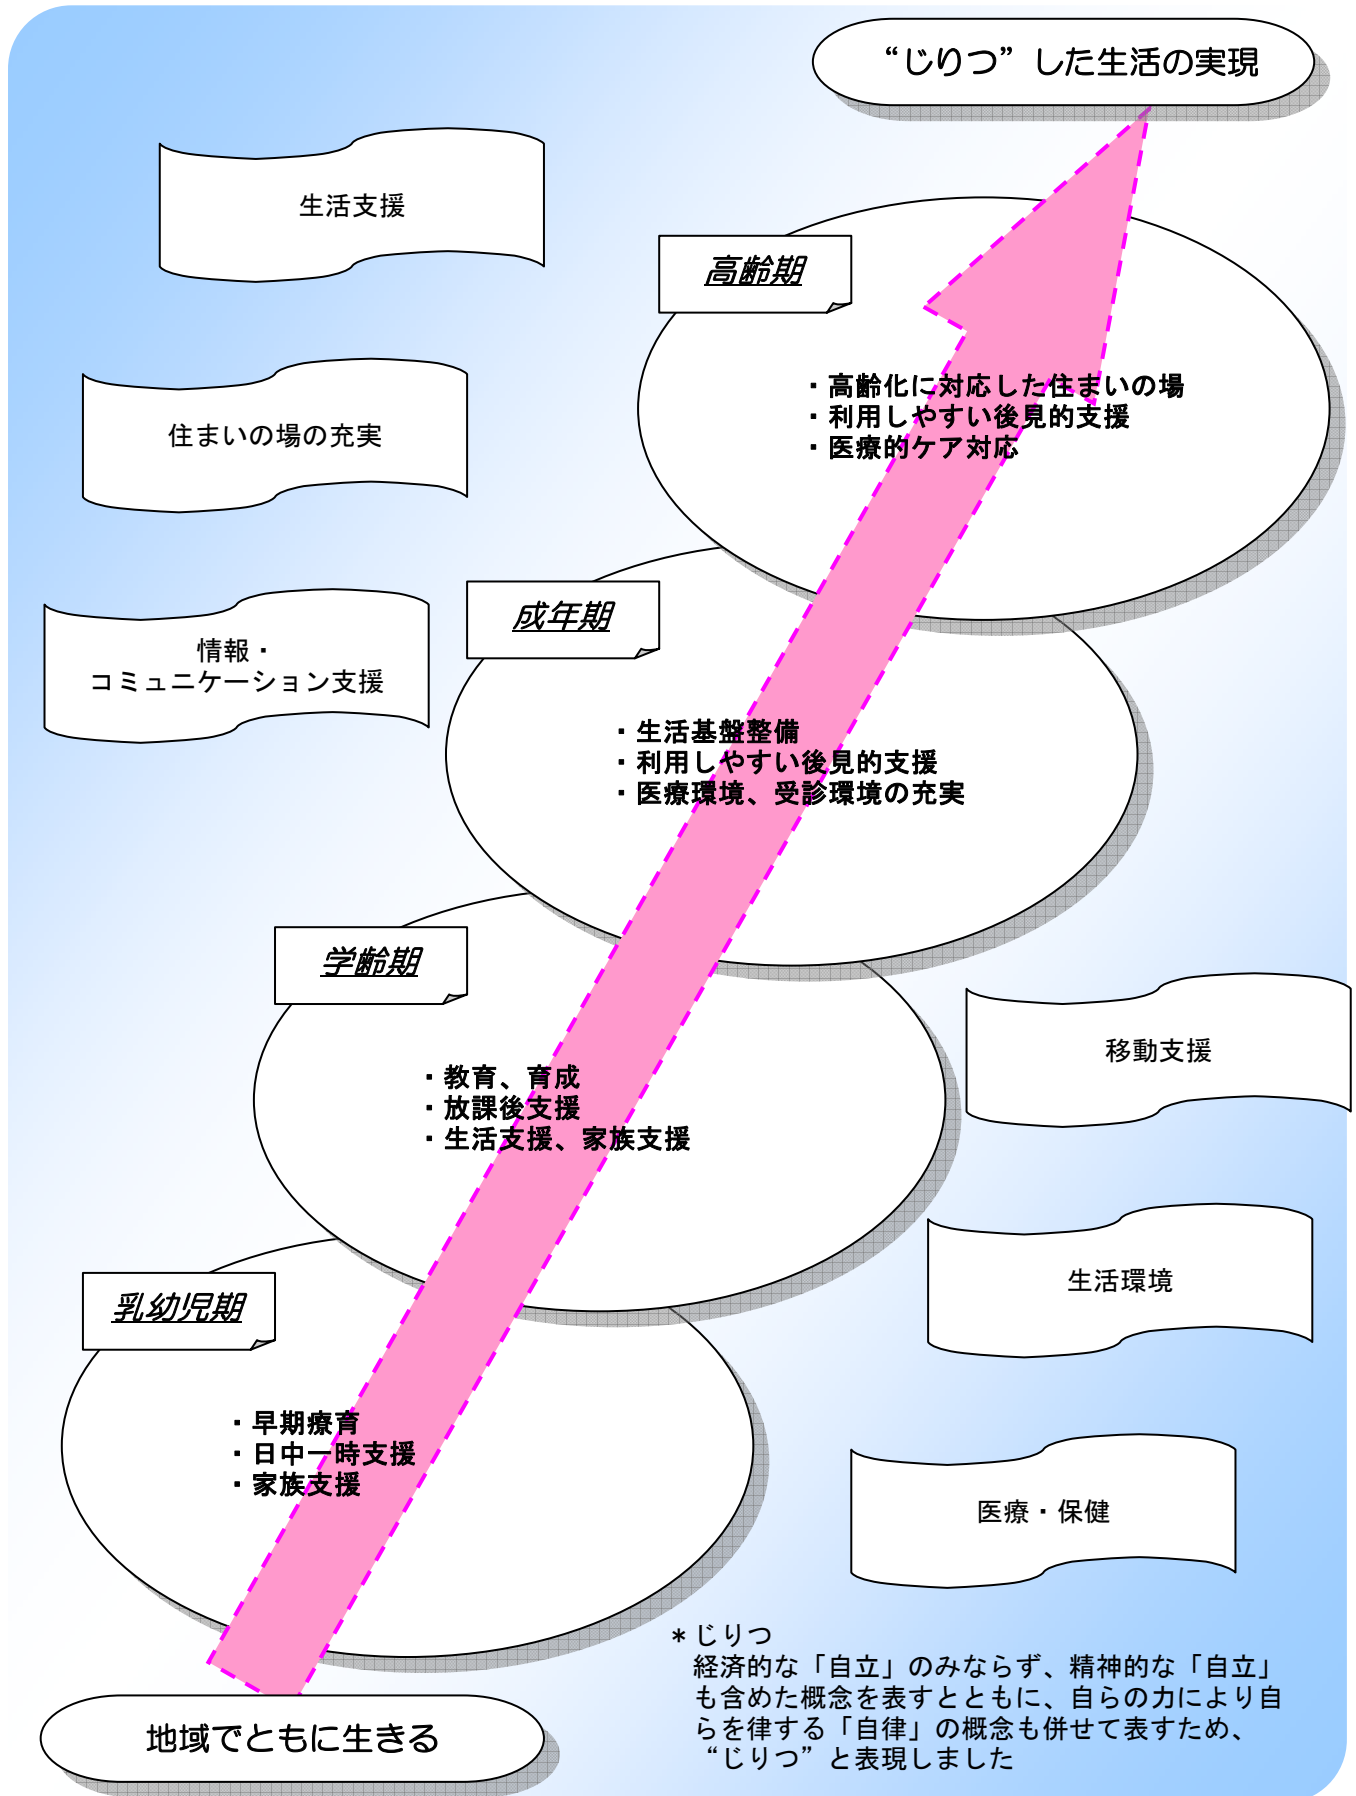 “じりつ”した生活の実現
生活支援
高齢期
・高齢化に対応した住まいの場
・利用しやすい後見的支援
・医療的ケア対応
住まいの場の充実
成年期
情報・
コミュニケーション支援
・生活基盤整備
・利用しやすい後見的支援
・医療環境、受診環境の充実
学齢期
・教育、育成
・放課後支援
・生活支援、家族支援
移動支援
生活環境
乳幼児期
・早期療育
・日中一時支援
・家族支援
医療・保健
＊じりつ
経済的な「自立」のみならず、精神的な「自立」
も含めた概念を表すとともに、自らの力により自
らを律する「自律」の概念も併せて表すため、
“じりつ”と表現しました
地域でともに生きる